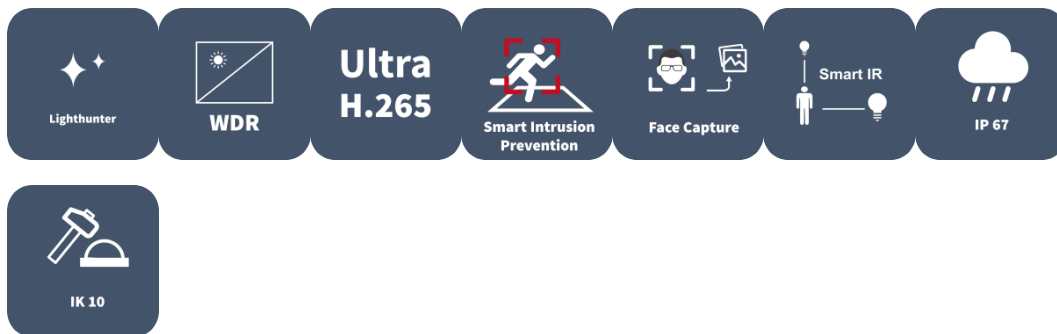 Lighthunter
WDR
Ultra
H.265
Smart Intrusion
Prevention
Face Capture
Smart IR
IP 67
IK 10